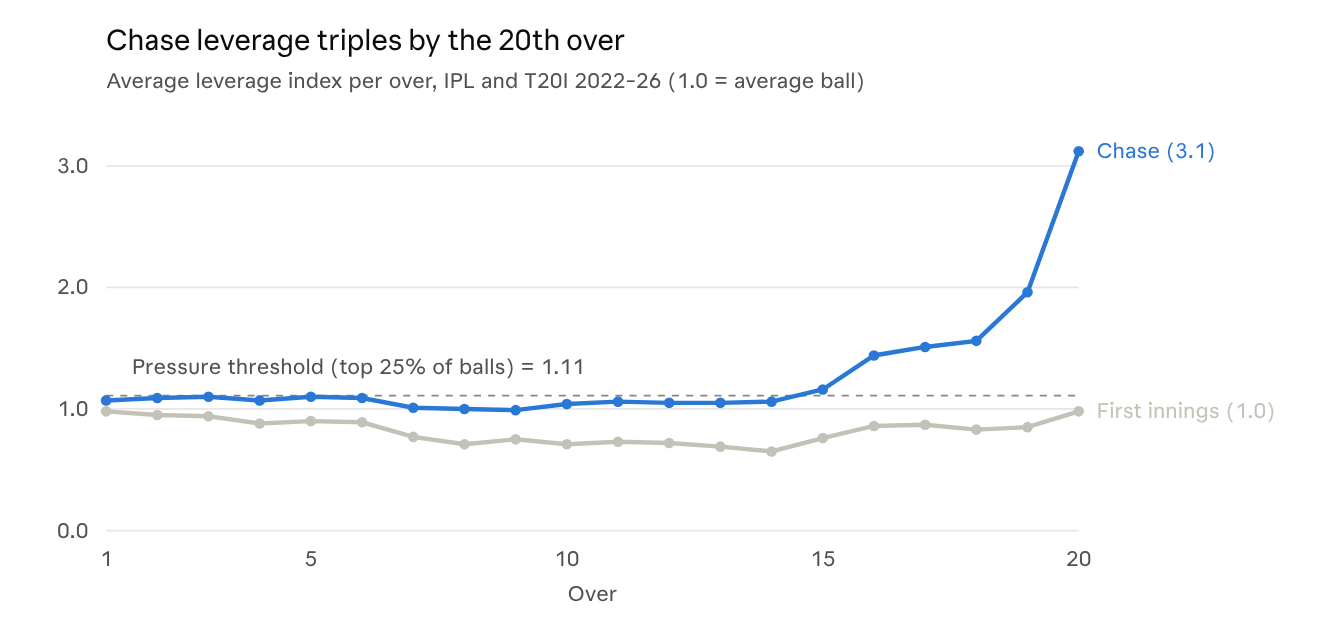 Chase leverage triples by the 20th over
Average leverage index per over, IPL and T20I 2022-26 (1.0 = average ball)
3.0
Chase (3.1)
2.0
Pressure threshold (top 25% of balls) = 1.11
1.0
First innings (1.0)
0.0
1 5 10 15 20
Over